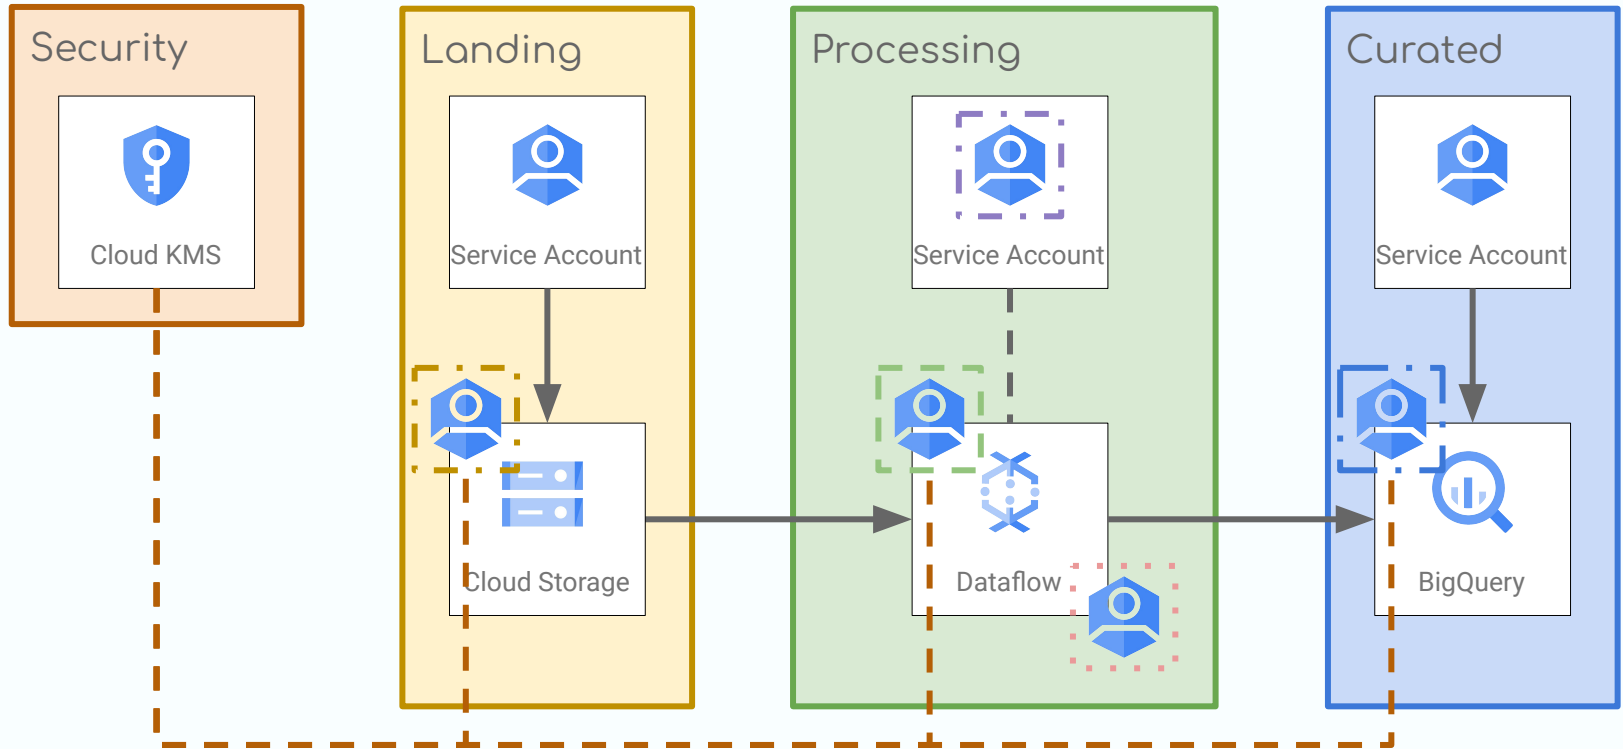 Security
Landing
Processing
Curated
Cloud KMS
Service Account
Service Account
Service Account
Cloud Storage
Dataflow
BigQuery